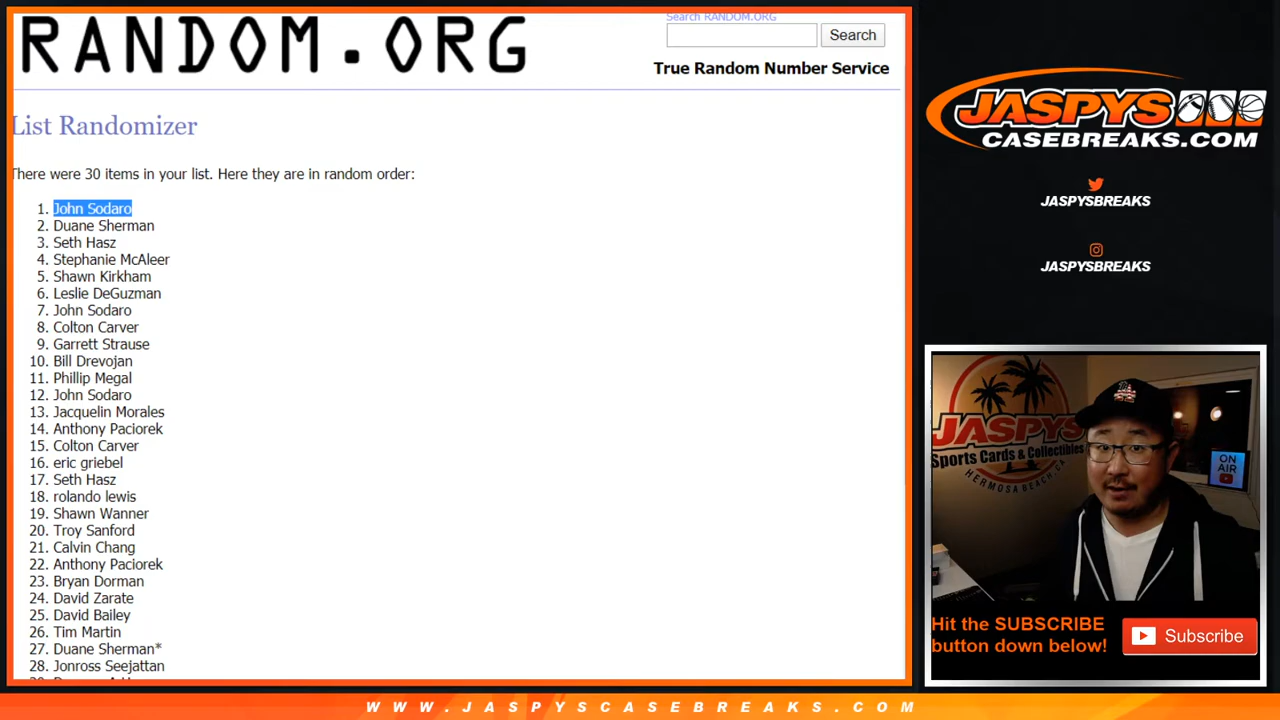 RANDOM.ORG
Search RANDOM.ORG
Search
True Random Number Service
List Randomizer
There were 30 items in your list. Here they are in random order:
1. John Sodaro
2. Duane Sherman
3. Seth Hasz
4. Stephanie McAleer
5. Shawn Kirkham
6. Leslie DeGuzman
7. John Sodaro
8. Colton Carver
9. Garrett Strause
10. Bill Drevojan
11. Phillip Megal
12. John Sodaro
13. Jacquelin Morales
14. Anthony Paciorek
15. Colton Carver
16. eric griebel
17. Seth Hasz
18. rolando lewis
19. Shawn Wanner
20. Troy Sanford
21. Calvin Chang
22. Anthony Paciorek
23. Bryan Dorman
24. David Zarate
25. David Bailey
26. Tim Martin
27. Duane Sherman*
28. Jonross Seejattan
JASPYS
CASEBREAKS.COM
JASPYSBREAKS
JASPYSBREAKS
JASPYS
Sports Cards & Collectibles
HERMOSA BEACH, CA
ON
AIR
Hit the SUBSCRIBE
button down below!
Subscribe
WWW.JASPYSCASEBREAKS.COM